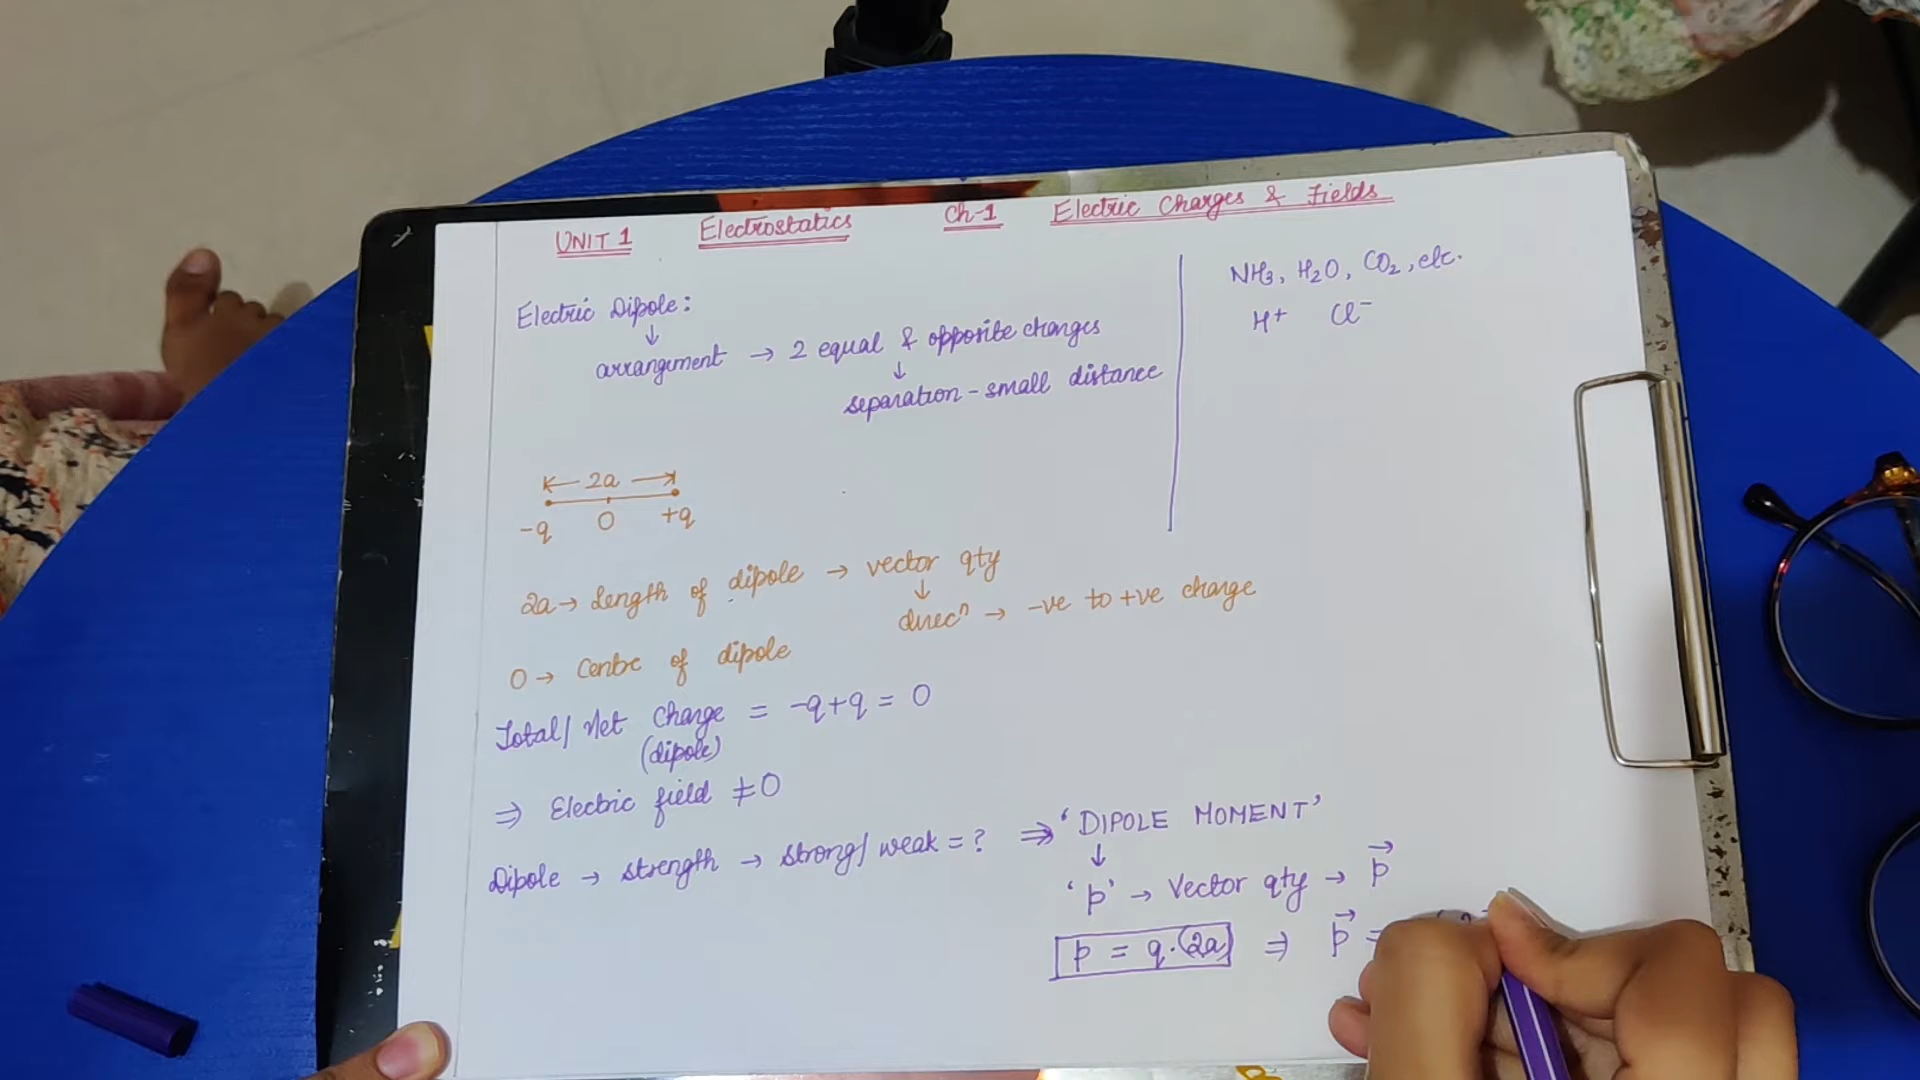 UNIT 1 Electrostatics Ch-1 Electric Charges & Fields
Electric Dipole:
↓
arrangement → 2 equal & opposite charges
↓
separation - small distance
NH3, H2O, CO2, etc.
H+ Cl-
2a
-q O +q
2a → Length of dipole → vector qty
↓
direcⁿ → -ve to +ve charge
O → Centre of dipole
Total/Net Charge = -q+q = 0
(dipole)
⇒ Electric field ≠ 0
Dipole → strength → strong/weak = ? ⇒ 'DIPOLE MOMENT'
↓
'p' → Vector qty → p⃗
p = q.(2a) ⇒ p⃗ =